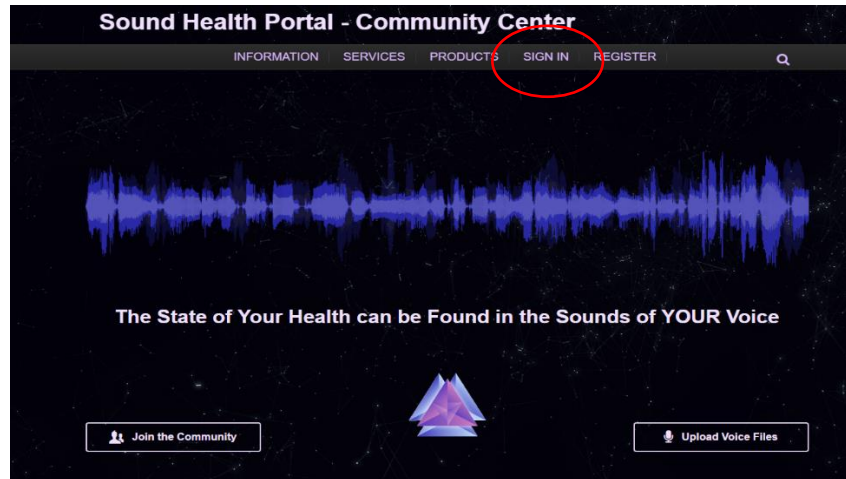 Sound Health Portal - Community Center
INFORMATION SERVICES PRODUCTS SIGN IN REGISTER
The State of Your Health can be Found in the Sounds of YOUR Voice
Join the Community
Upload Voice Files